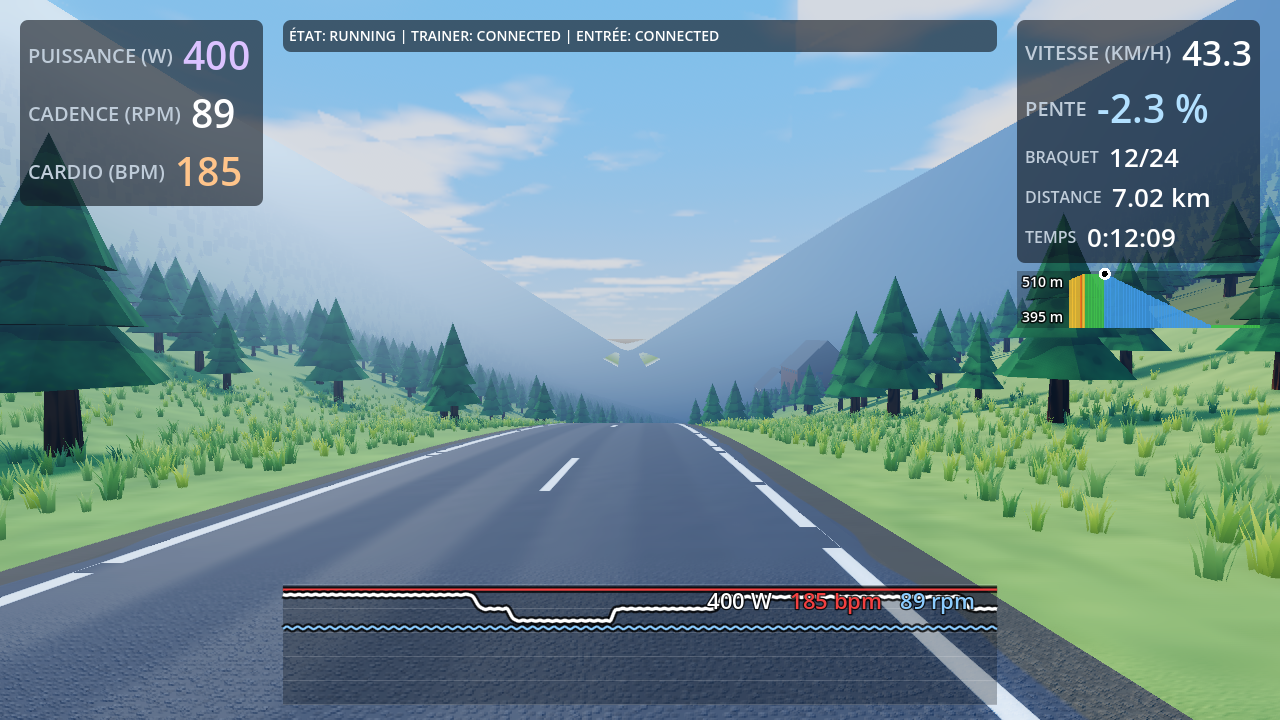 PUISSANCE (W) 400
CADENCE (RPM) 89
CARDIO (BPM) 185
ÉTAT: RUNNING | TRAINER: CONNECTED | ENTRÉE: CONNECTED
VITESSE (KM/H) 43.3
PENTE -2.3 %
BRAQUET 12/24
DISTANCE 7.02 km
TEMPS 0:12:09
510 m
395 m
400 W 185 bpm 89 rpm